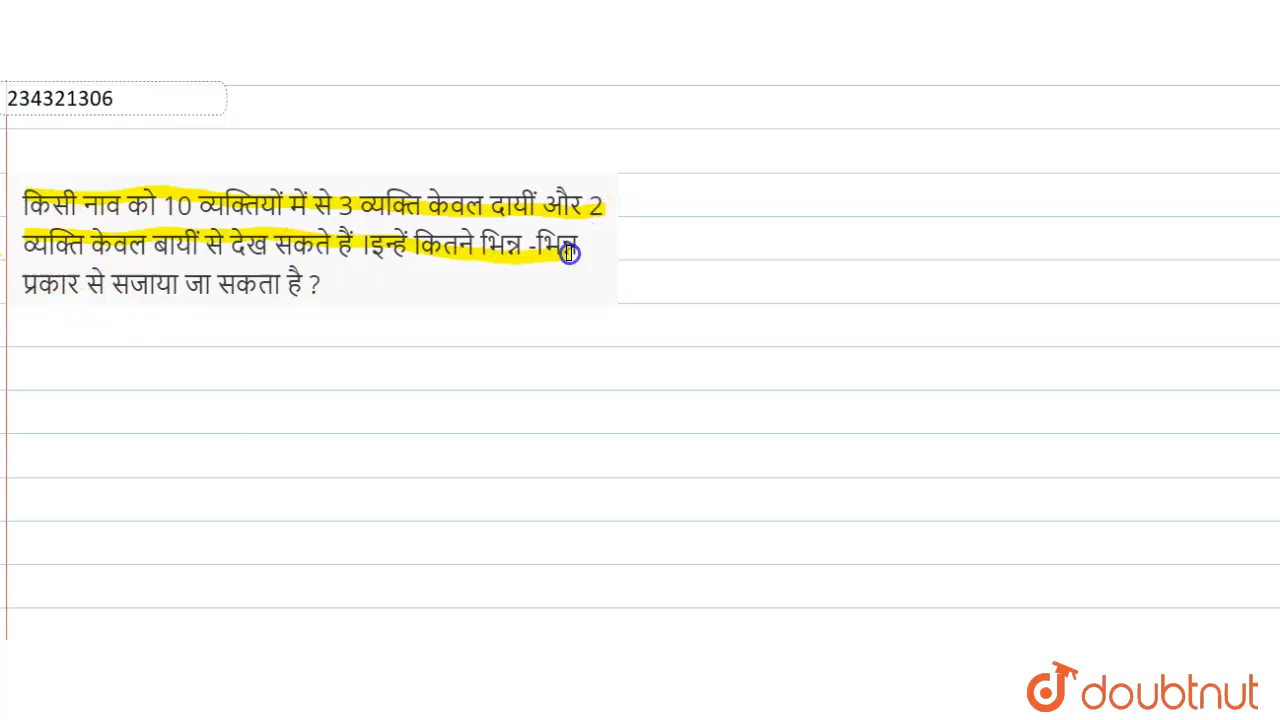 234321306
किसी नाव को 10 व्यक्तियों में से 3 व्यक्ति केवल दायीं और 2
व्यक्ति केवल बायीं से देख सकते हैं ।इन्हें कितने भिन्न -भिन्न
प्रकार से सजाया जा सकता है ?
doubtnut